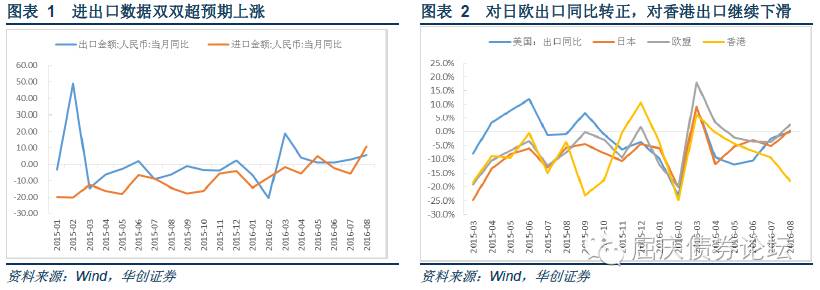 图表 1 进出口数据双双超预期上涨
出口金额;人民币:当月同比 进口金额;人民币:当月同比
60.00
50.00
40.00
30.00
20.00
10.00
0.00
-10.00
-20.00
-30.00
2015-01 2015-02 2015-03 2015-04 2015-05 2015-06 2015-07 2015-08 2015-09 2015-10 2015-11 2015-12 2016-01 2016-02 2016-03 2016-04 2016-05 2016-06 2016-07 2016-08
资料来源:Wind,华创证券
图表 2 对日欧出口同比转正,对香港出口继续下滑
美国:出口同比 日本 欧盟 香港
25.0%
20.0%
15.0%
10.0%
5.0%
0.0%
-5.0%
-10.0%
-15.0%
-20.0%
-25.0%
-30.0%
2015-03 2015-04 2015-05 2015-06 2015-07 2015-08 2015-09 2015-10 2015-11 2015-12 2016-01 2016-02 2016-03 2016-04 2016-05 2016-06 2016-07 2016-08
屈庆债券论坛
资料来源:Wind,华创证券